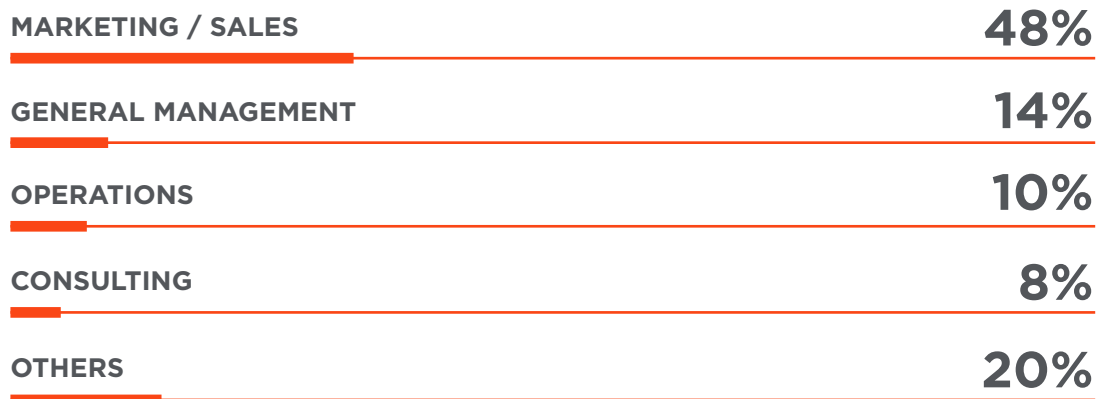 MARKETING / SALES 48%
GENERAL MANAGEMENT 14%
OPERATIONS 10%
CONSULTING 8%
OTHERS 20%